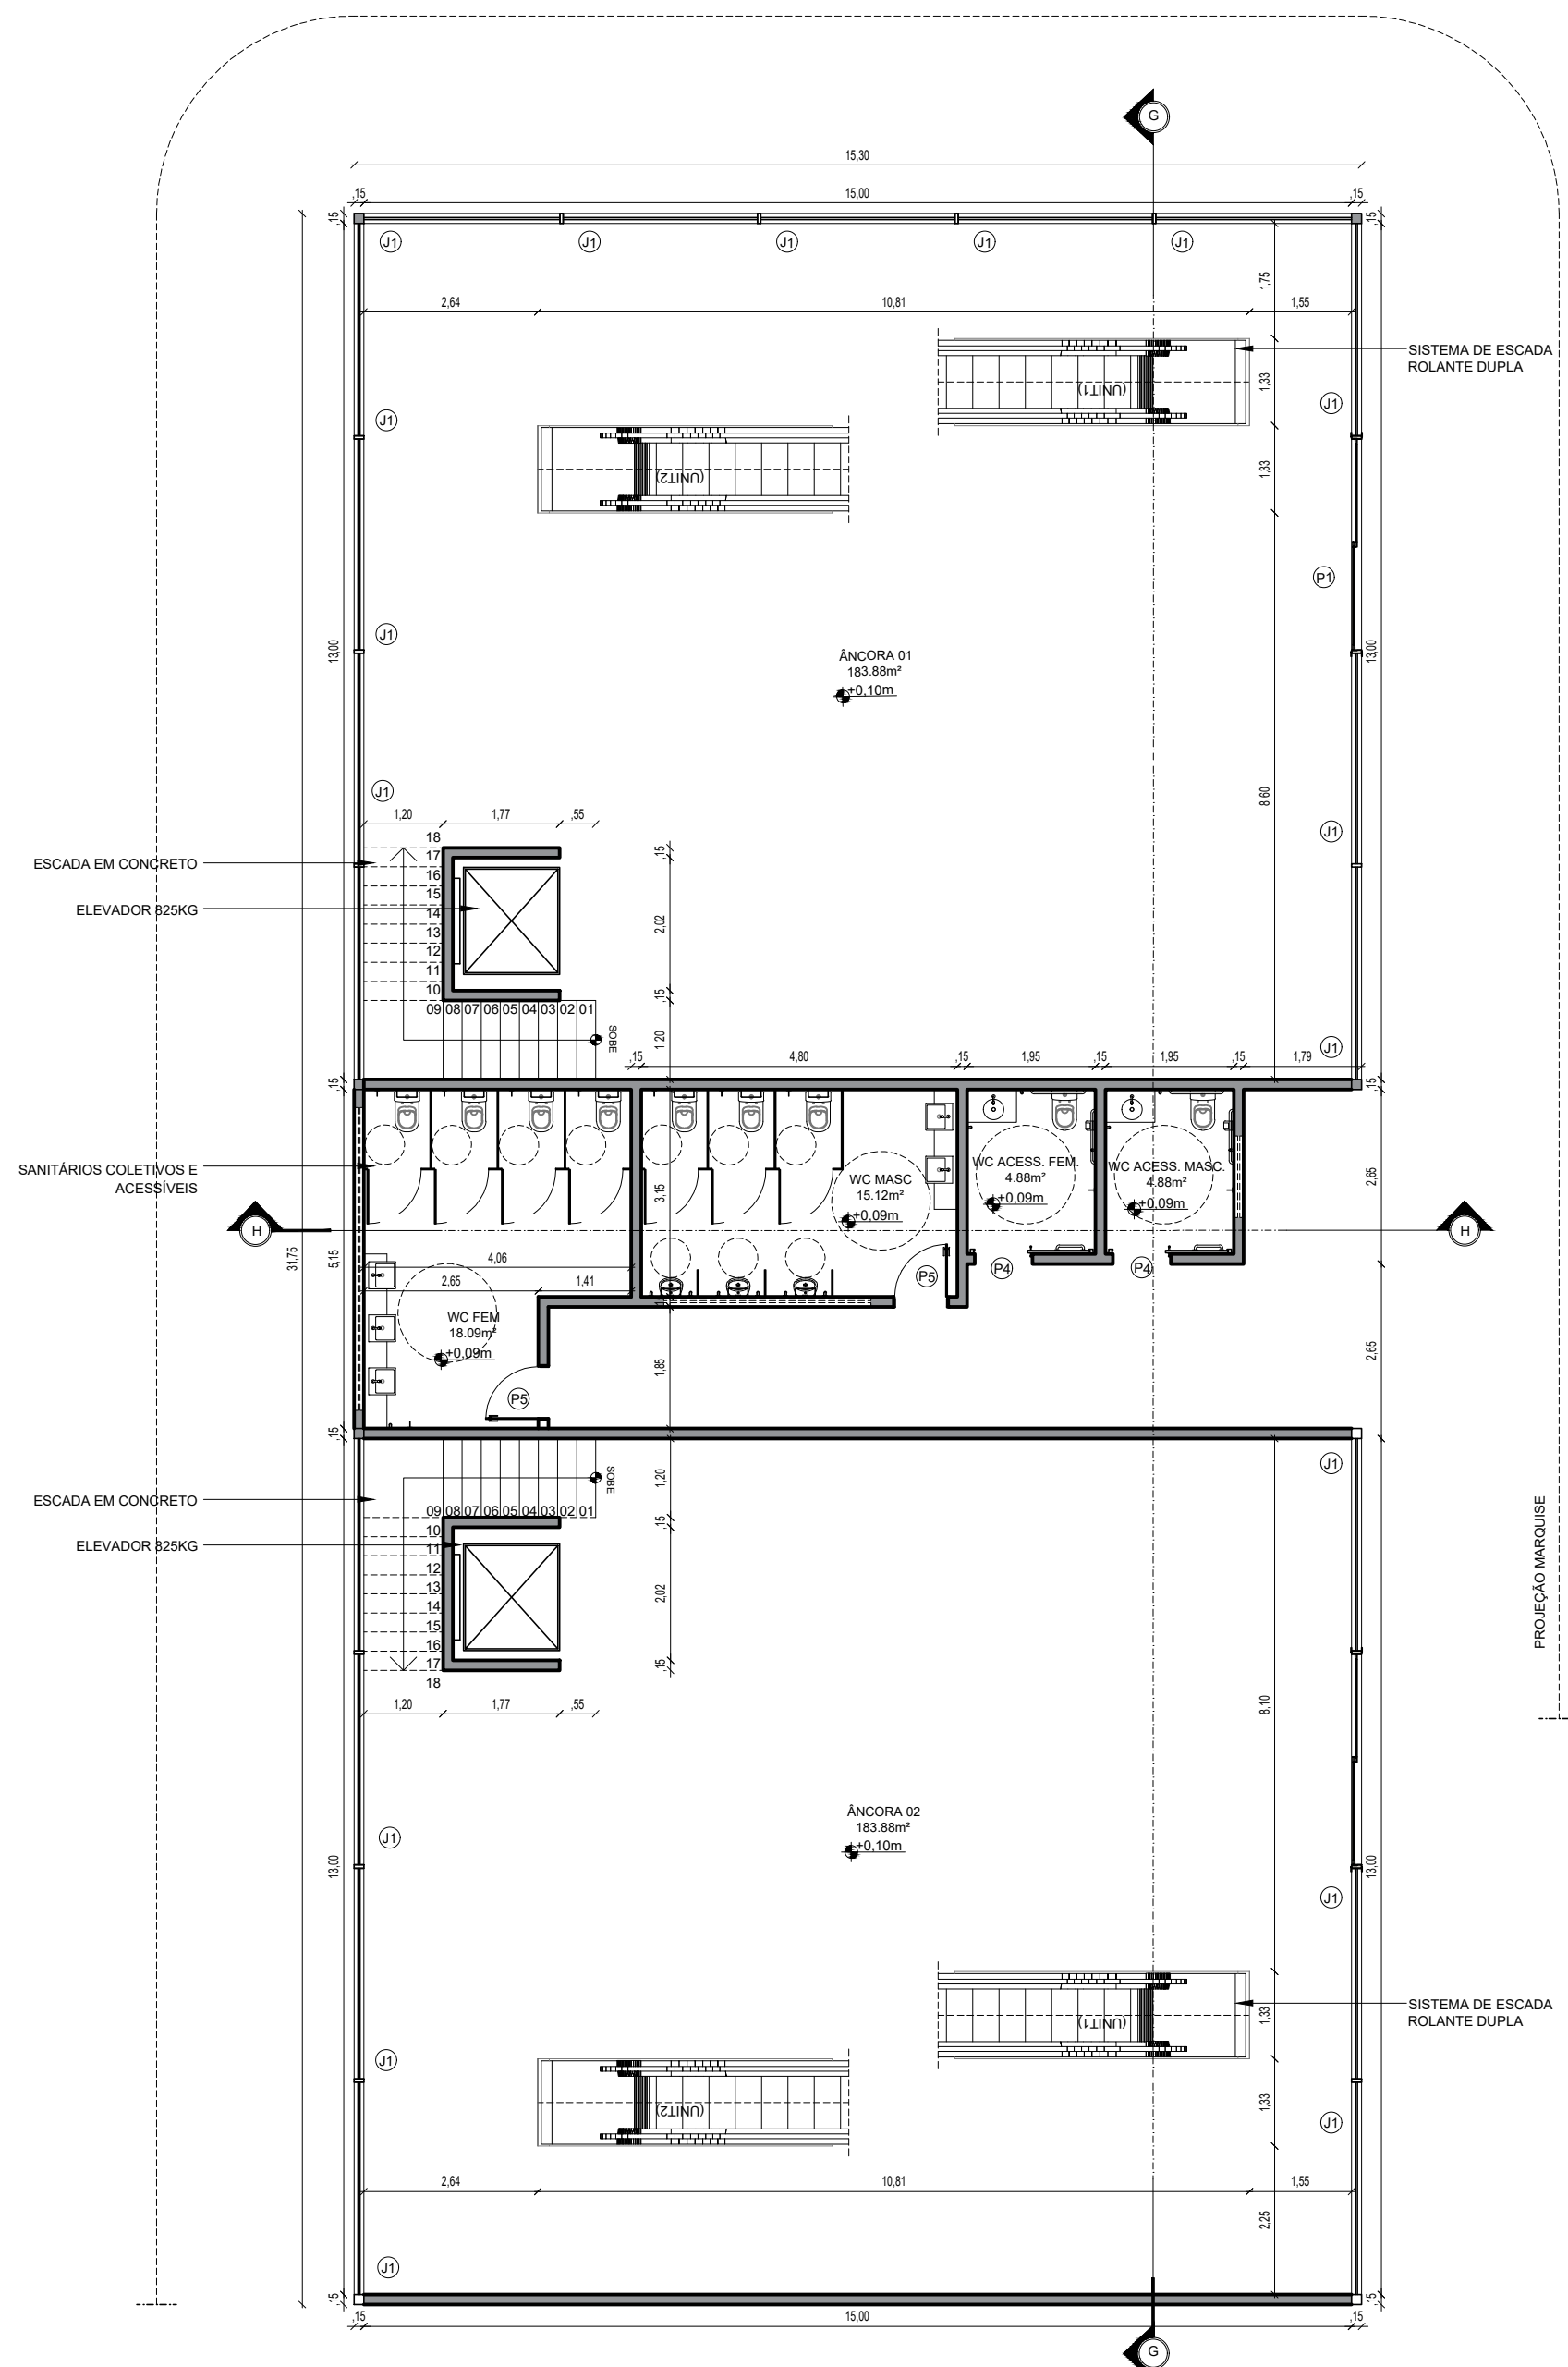 G
15,30
,15
15,00
,15
,15
,15
J1
J1
J1
J1
J1
1,75
2,64
10,81
1,55
SISTEMA DE ESCADA
ROLANTE DUPLA
(UNIT1)
1,33
J1
J1
1,33
(UNIT2)
P1
J1
13,00
13,00
ÂNCORA 01
183.88m²
+0,10m
J1
8,60
1,20
1,77
,55
J1
18
ESCADA EM CONCRETO
17
,15
16
15
ELEVADOR 825KG
14
2,02
13
12
11
10
,15
09
08
07
06
05
04
03
02
01
SOBE
1,20
J1
,15
4,80
,15
1,95
,15
1,95
,15
1,79
,15
,15
SANITÁRIOS COLETIVOS E
ACESSÍVEIS
WC MASC
15.12m²
+0,09m
WC ACESS. FEM.
4.88m²
+0,09m
WC ACESS. MASC.
4.88m²
+0,09m
3,15
2,65
H
H
31,75
5,15
4,06
2,65
1,41
P5
P4
P4
,15
WC FEM
18.09m²
+0,09m
1,85
2,65
P5
,15
,15
J1
SOBE
1,20
ESCADA EM CONCRETO
09
08
07
06
05
04
03
02
01
10
,15
ELEVADOR 825KG
11
12
13
2,02
14
15
16
17
,15
18
PROJEÇÃO MARQUISE
1,20
1,77
,55
8,10
ÂNCORA 02
183.88m²
+0,10m
J1
13,00
13,00
J1
SISTEMA DE ESCADA
ROLANTE DUPLA
(UNIT1)
1,33
J1
(UNIT2)
1,33
J1
2,64
10,81
1,55
2,25
J1
,15
,15
,15
15,00
,15
G